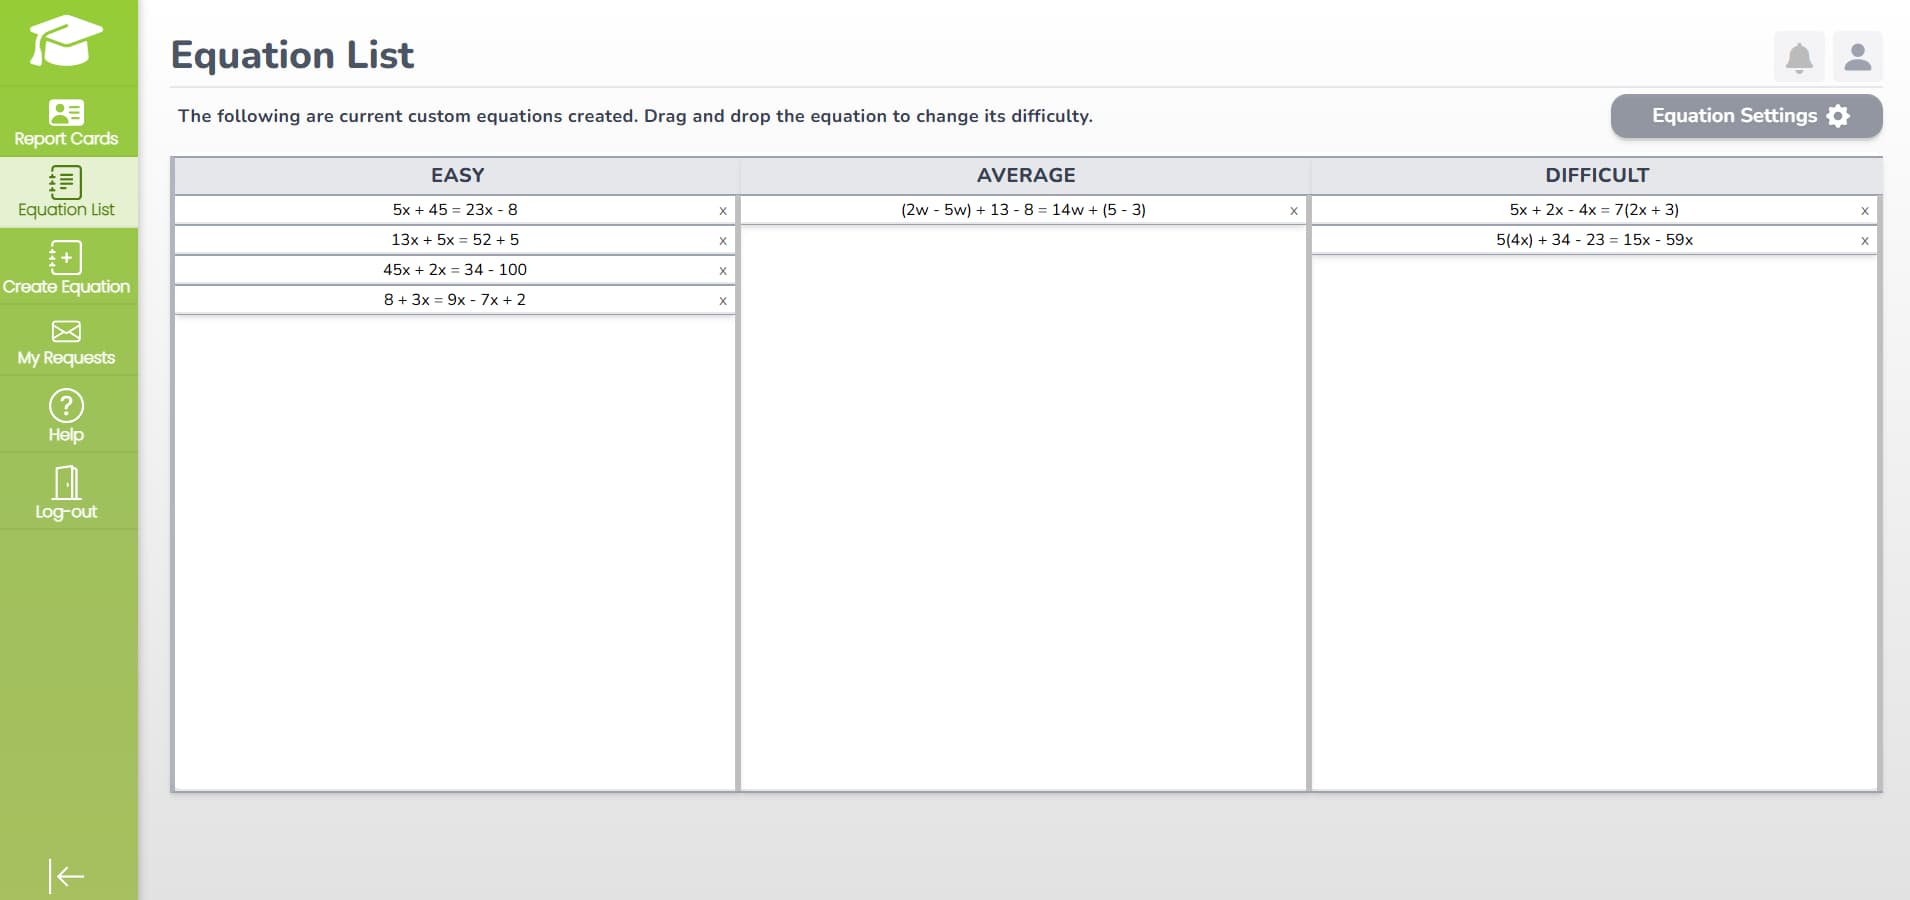 Equation List
The following are current custom equations created. Drag and drop the equation to change its difficulty.
Equation Settings
Report Cards
Equation List
Create Equation
My Requests
Help
Log-out
EASY
5x + 45 = 23x - 8 x
13x + 5x = 52 + 5 x
45x + 2x = 34 - 100 x
8 + 3x = 9x - 7x + 2 x
AVERAGE
(2w - 5w) + 13 - 8 = 14w + (5 - 3) x
DIFFICULT
5x + 2x - 4x = 7(2x + 3) x
5(4x) + 34 - 23 = 15x - 59x x